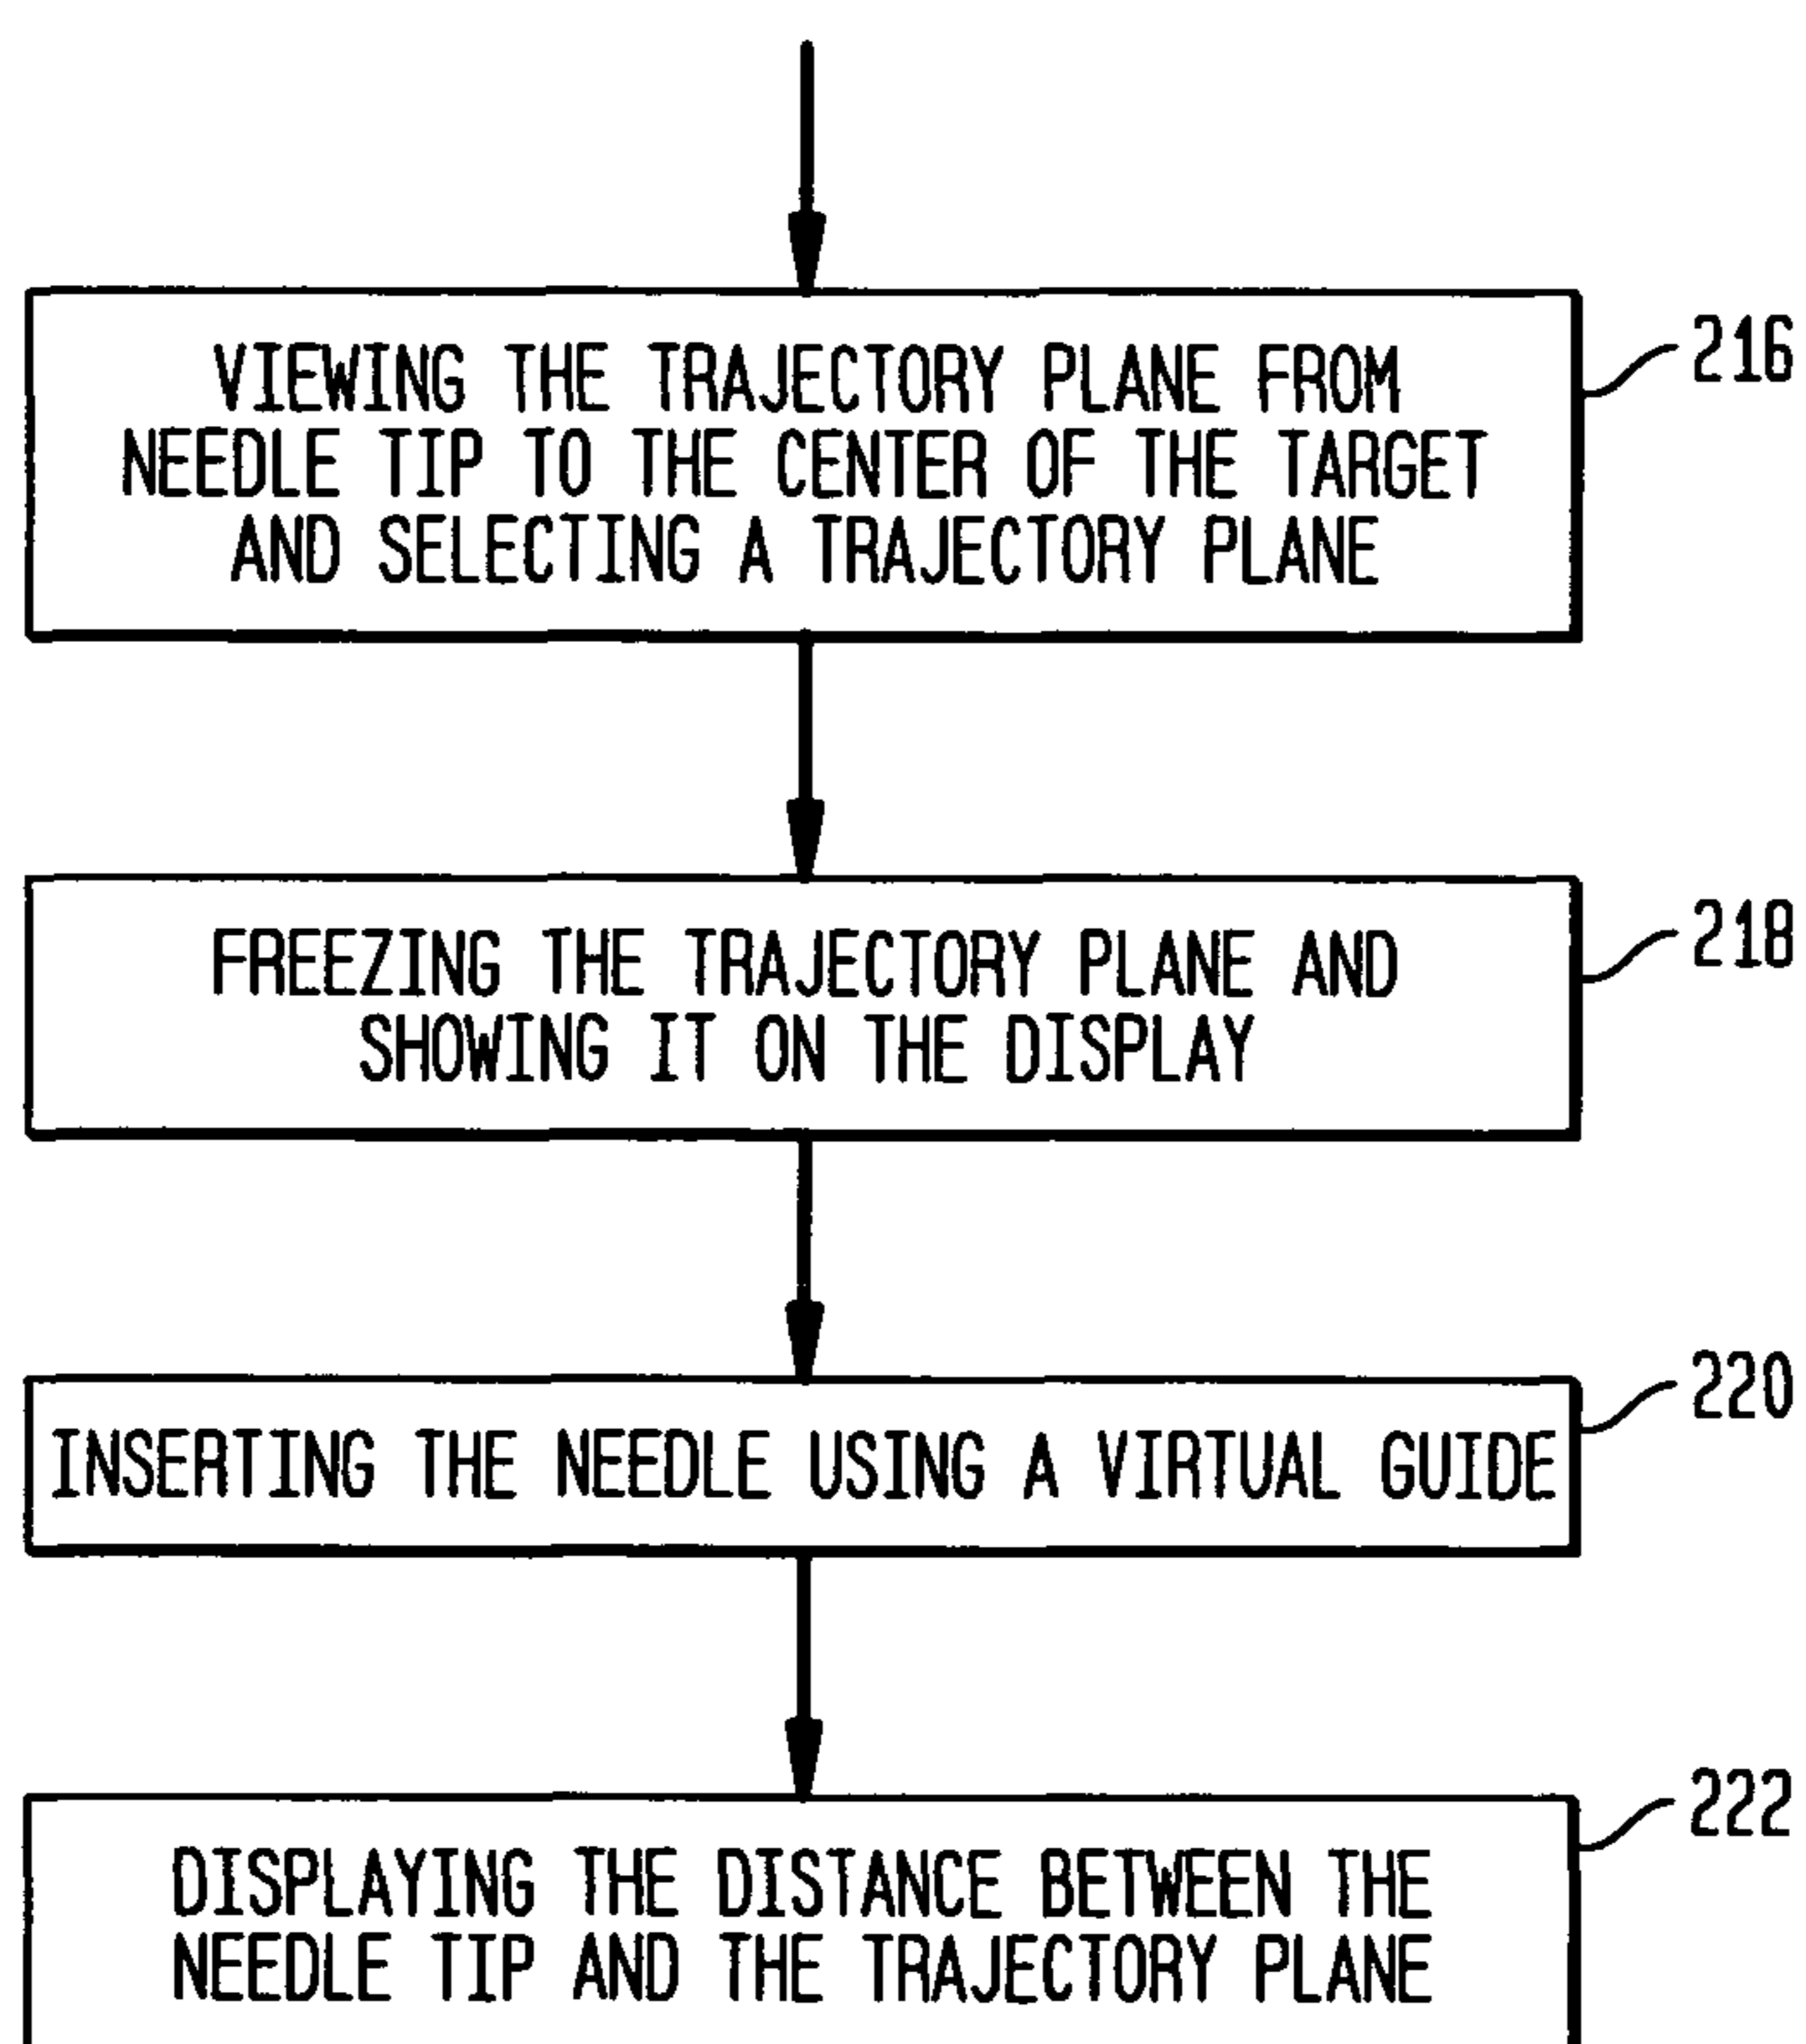 VIEWING THE TRAJECTORY PLANE FROM
NEEDLE TIP TO THE CENTER OF THE TARGET
AND SELECTING A TRAJECTORY PLANE
216
FREEZING THE TRAJECTORY PLANE AND
SHOWING IT ON THE DISPLAY
218
INSERTING THE NEEDLE USING A VIRTUAL GUIDE
220
DISPLAYING THE DISTANCE BETWEEN THE
NEEDLE TIP AND THE TRAJECTORY PLANE
222